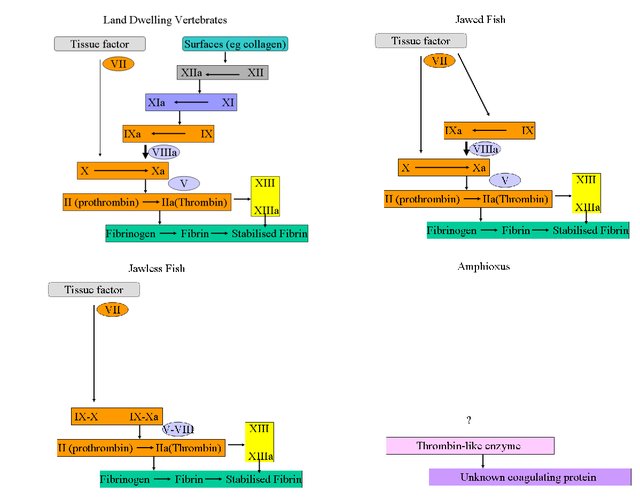 Land Dwelling Vertebrates
Tissue factor
Surfaces (eg collagen)
VII
XIIa XII
XIa XI
IXa IX
VIIIa
X Xa
V
XIII
II (prothrombin) IIa(Thrombin)
XIIIa
Fibrinogen Fibrin Stabilised Fibrin
Jawed Fish
Tissue factor
VII
IXa IX
VIIIa
X Xa
V
XIII
II (prothrombin) IIa(Thrombin)
XIIIa
Fibrinogen Fibrin Stabilised Fibrin
Jawless Fish
Tissue factor
VII
IX-X IX-Xa
V-VIII
XIII
II (prothrombin) IIa(Thrombin)
XIIIa
Fibrinogen Fibrin Stabilised Fibrin
Amphioxus
?
Thrombin-like enzyme
Unknown coagulating protein